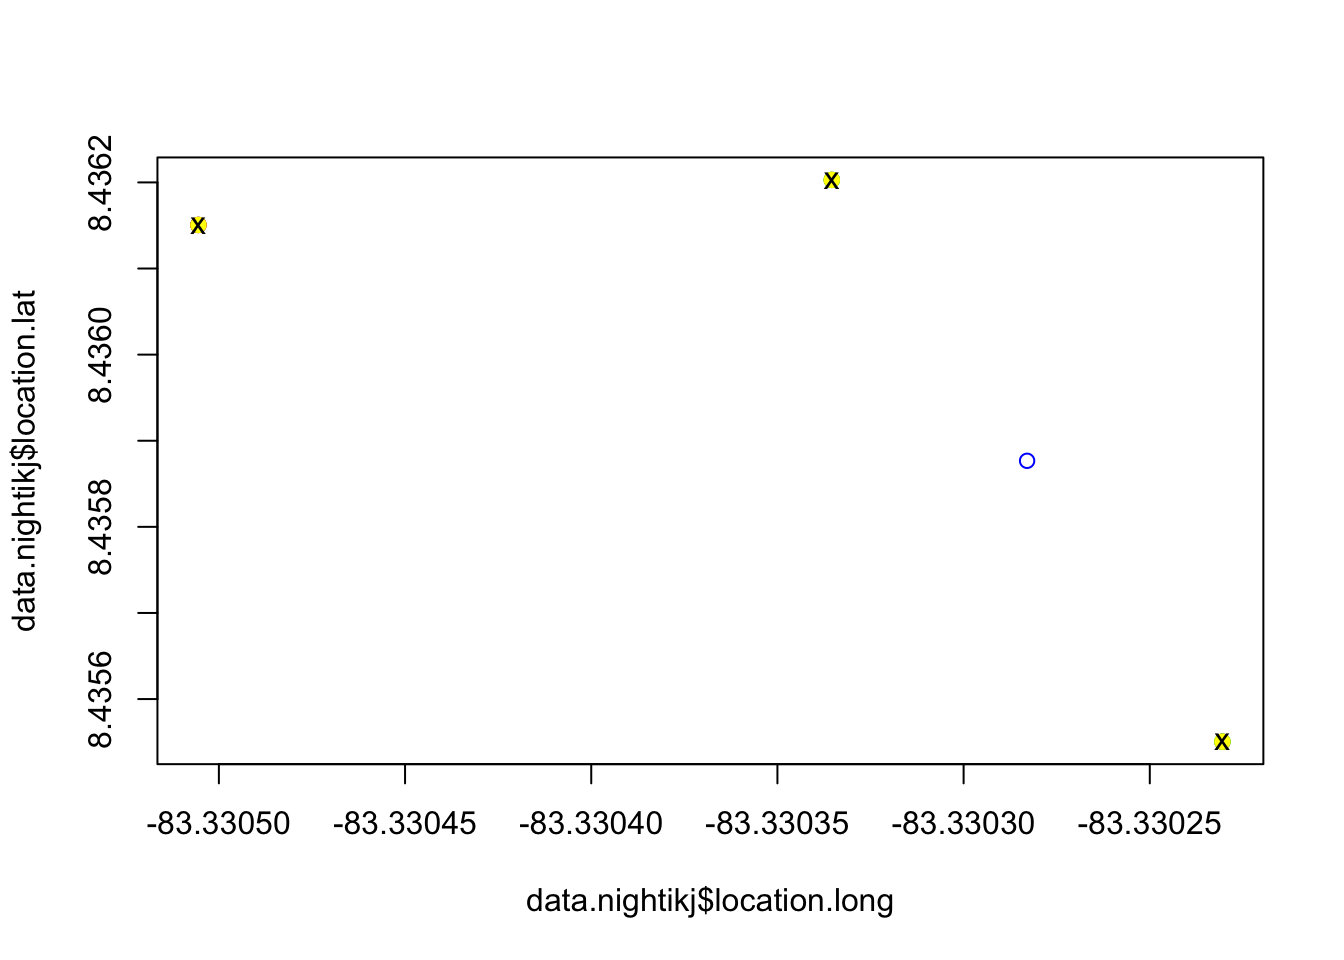 data.nightikj$location.lat
8.4362
8.4360
8.4358
8.4356
x
x
x
-83.33050 -83.33045 -83.33040 -83.33035 -83.33030 -83.33025
data.nightikj$location.long